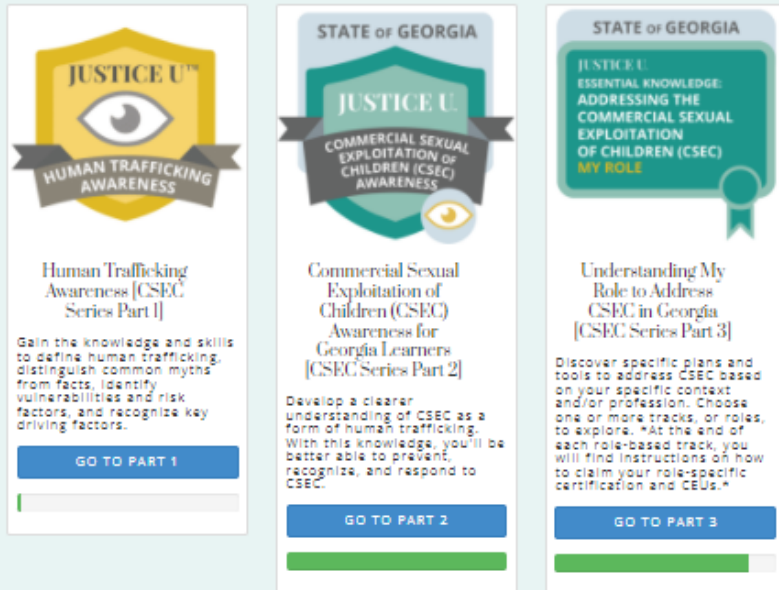 JUSTICE U™
HUMAN TRAFFICKING
AWARENESS
Human Trafficking
Awareness [CSEC
Series Part 1]
Gain the knowledge and skills
to define human trafficking,
distinguish common myths
from facts, identify
vulnerabilities and risk
factors, and recognize key
driving factors.
GO TO PART 1
STATE OF GEORGIA
JUSTICE U.
COMMERCIAL SEXUAL
EXPLOITATION OF
CHILDREN (CSEC)
AWARENESS
Commercial Sexual
Exploitation of
Children (CSEC)
Awareness for
Georgia Learners
[CSEC Series Part 2]
Develop a clearer
understanding of CSEC as a
form of human trafficking.
With this knowledge, you'll be
better able to prevent,
recognize, and respond to
CSEC.
GO TO PART 2
STATE OF GEORGIA
JUSTICE U.
ESSENTIAL KNOWLEDGE:
ADDRESSING THE
COMMERCIAL SEXUAL
EXPLOITATION
OF CHILDREN (CSEC)
MY ROLE
Understanding My
Role to Address
CSEC in Georgia
[CSEC Series Part 3]
Discover specific plans and
tools to address CSEC based
on your specific context
and/or profession. Choose
one or more tracks, or roles,
to explore. *At the end of
each role-based track, you
will find instructions on how
to claim your role-specific
certification and CEUs.*
GO TO PART 3